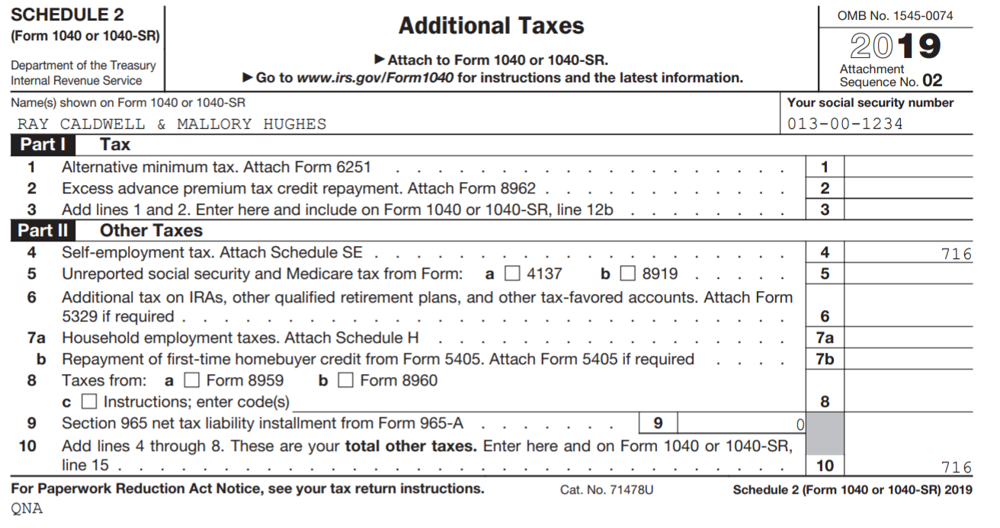 SCHEDULE 2
(Form 1040 or 1040-SR)
Department of the Treasury
Internal Revenue Service
Additional Taxes
▶ Attach to Form 1040 or 1040-SR.
▶ Go to www.irs.gov/Form1040 for instructions and the latest information.
OMB No. 1545-0074
2019
Attachment
Sequence No. 02
Name(s) shown on Form 1040 or 1040-SR
RAY CALDWELL & MALLORY HUGHES
Your social security number
013-00-1234
Part I Tax
1 Alternative minimum tax. Attach Form 6251 . . . . . . . . . . . . . . . . . . . 1
2 Excess advance premium tax credit repayment. Attach Form 8962 . . . . . . . . . . . . 2
3 Add lines 1 and 2. Enter here and include on Form 1040 or 1040-SR, line 12b . . . . . . . . 3
Part II Other Taxes
4 Self-employment tax. Attach Schedule SE . . . . . . . . . . . . . . . . . . . . 4 716
5 Unreported social security and Medicare tax from Form: a ☐ 4137 b ☐ 8919 . . . . . 5
6 Additional tax on IRAs, other qualified retirement plans, and other tax-favored accounts. Attach Form
5329 if required . . . . . . . . . . . . . . . . . . . . . . . . . . . . . 6
7a Household employment taxes. Attach Schedule H . . . . . . . . . . . . . . . . . 7a
b Repayment of first-time homebuyer credit from Form 5405. Attach Form 5405 if required . . . . 7b
8 Taxes from: a ☐ Form 8959 b ☐ Form 8960
c ☐ Instructions; enter code(s) 8
9 Section 965 net tax liability installment from Form 965-A . . . . . . . 9 0
10 Add lines 4 through 8. These are your total other taxes. Enter here and on Form 1040 or 1040-SR,
line 15 . . . . . . . . . . . . . . . . . . . . . . . . . . . . . . . . 10 716
For Paperwork Reduction Act Notice, see your tax return instructions. Cat. No. 71478U Schedule 2 (Form 1040 or 1040-SR) 2019
QNA